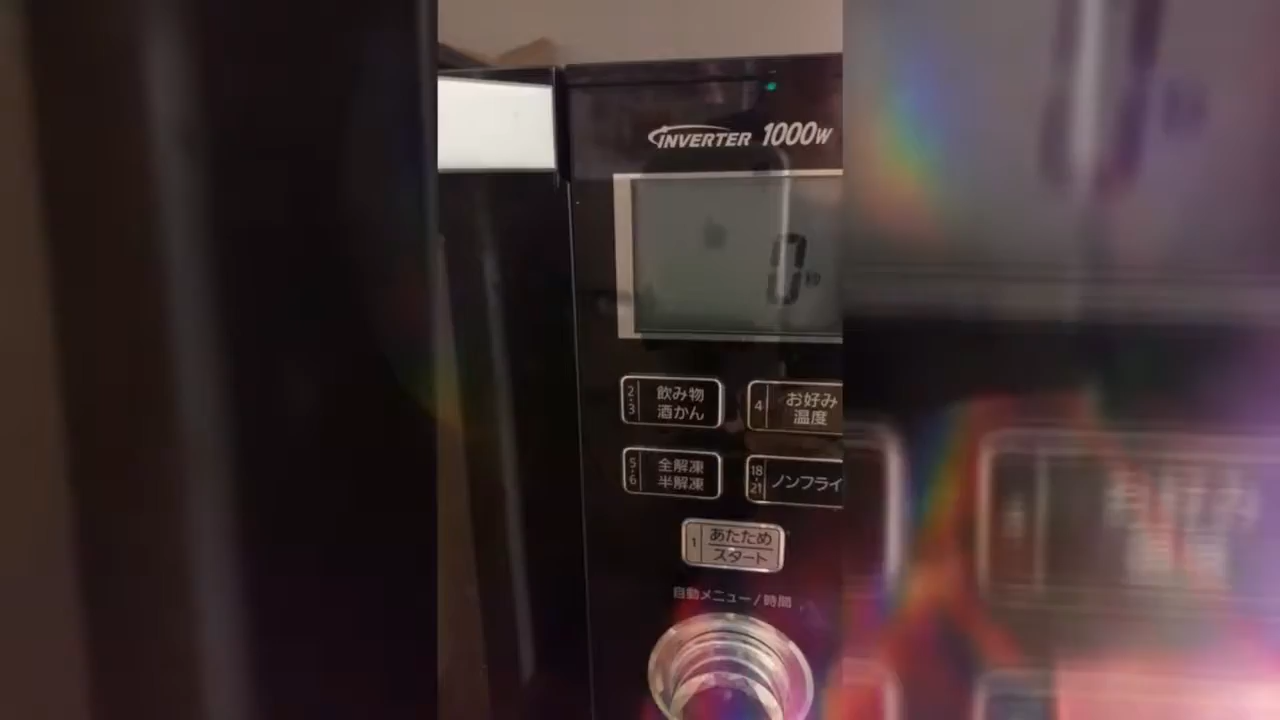 INVERTER 1000W
0秒
2・3 飲み物 酒かん
4 お好み 温度
5・6 全解凍 半解凍
18・21 ノンフライ
1 あたため スタート
自動メニュー/時間